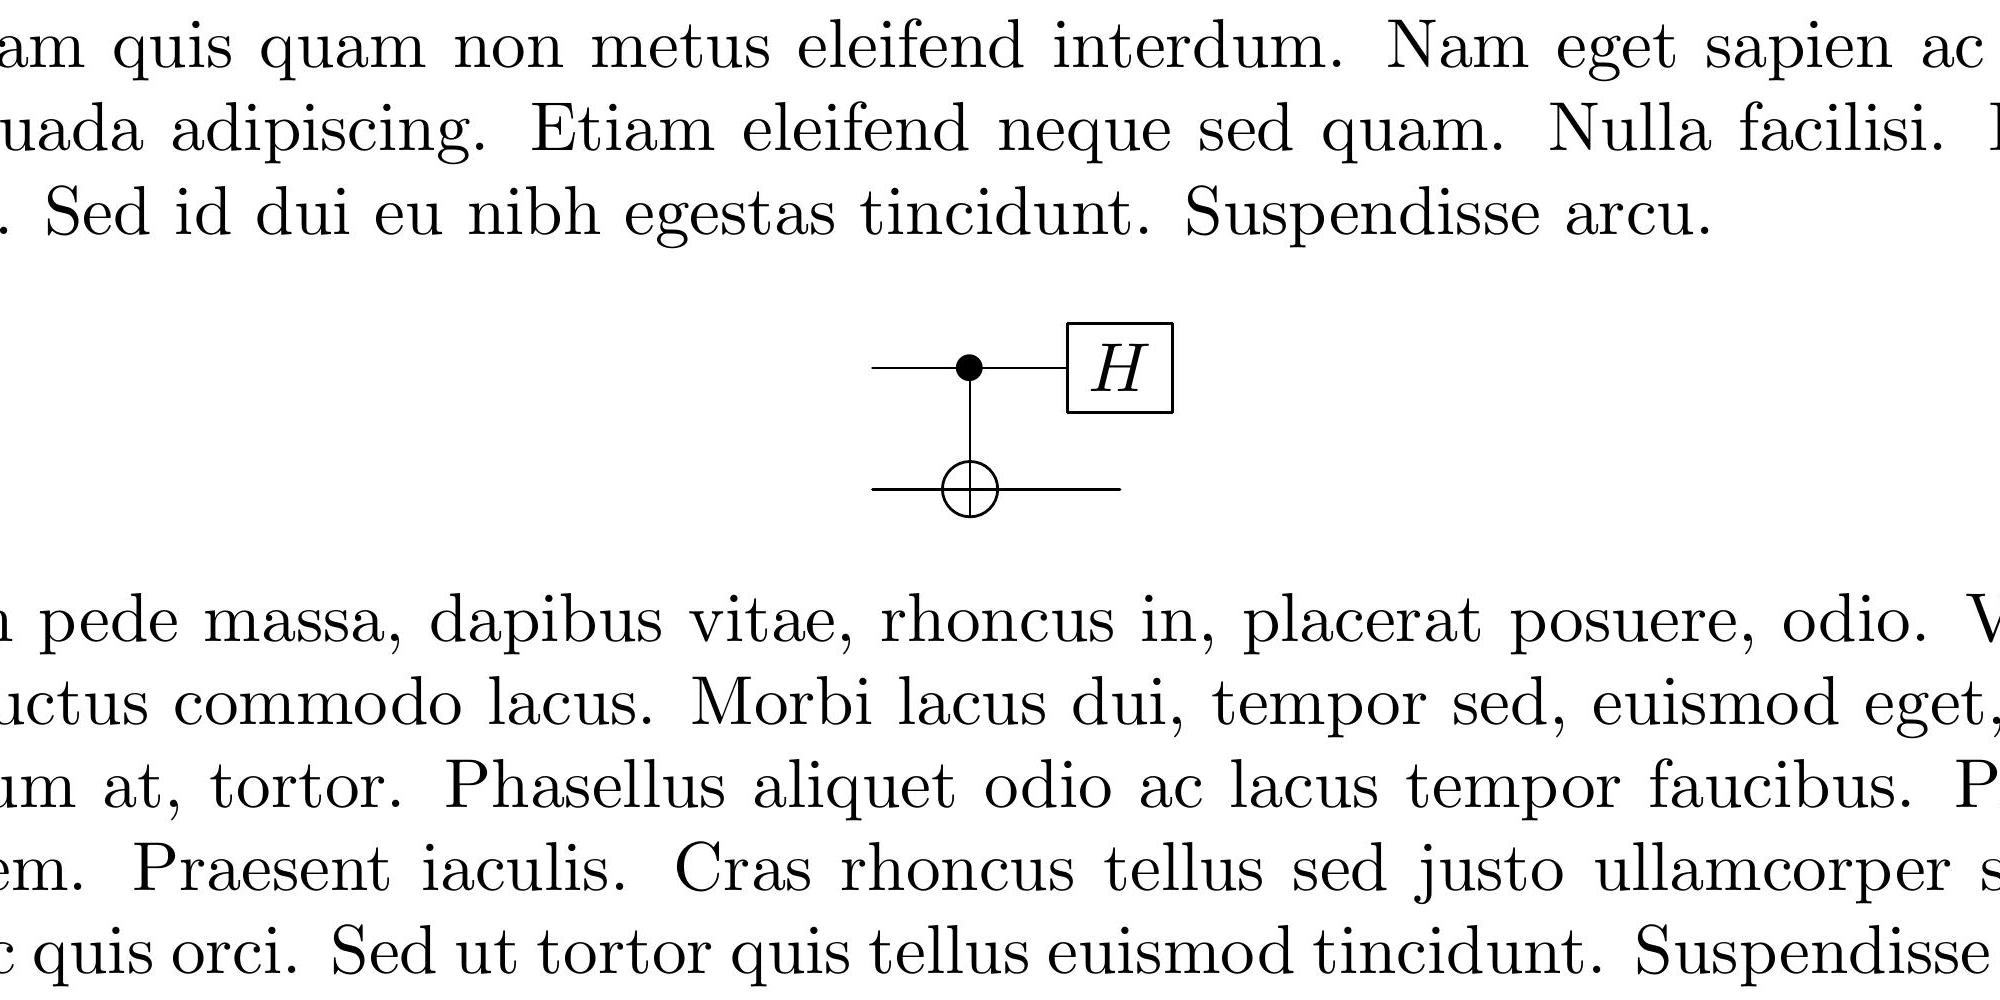 am quis quam non metus eleifend interdum. Nam eget sapien ac
uada adipiscing. Etiam eleifend neque sed quam. Nulla facilisi.
. Sed id dui eu nibh egestas tincidunt. Suspendisse arcu.
H
pede massa, dapibus vitae, rhoncus in, placerat posuere, odio. V
uctus commodo lacus. Morbi lacus dui, tempor sed, euismod eget,
um at, tortor. Phasellus aliquet odio ac lacus tempor faucibus. P
em. Praesent iaculis. Cras rhoncus tellus sed justo ullamcorper s
c quis orci. Sed ut tortor quis tellus euismod tincidunt. Suspendisse